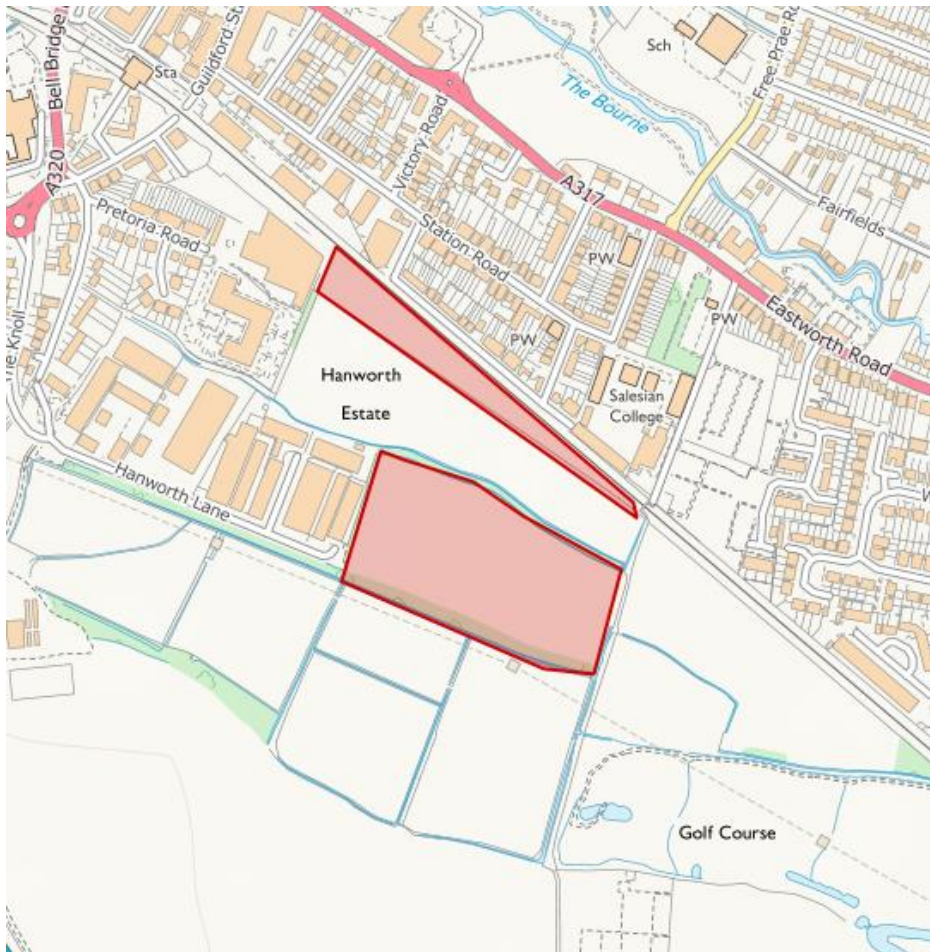 Sch
Free Prae R
Guildford St
Sta
Bell Bridge
A320
The Bourne
Victory Road
A317
Fairfields
Pretoria Road
Station Road
PW
The Knoll
PW
PW
Eastworth Road
Hanworth
Estate
Salesian
College
Hanworth Lane
W
Golf Course